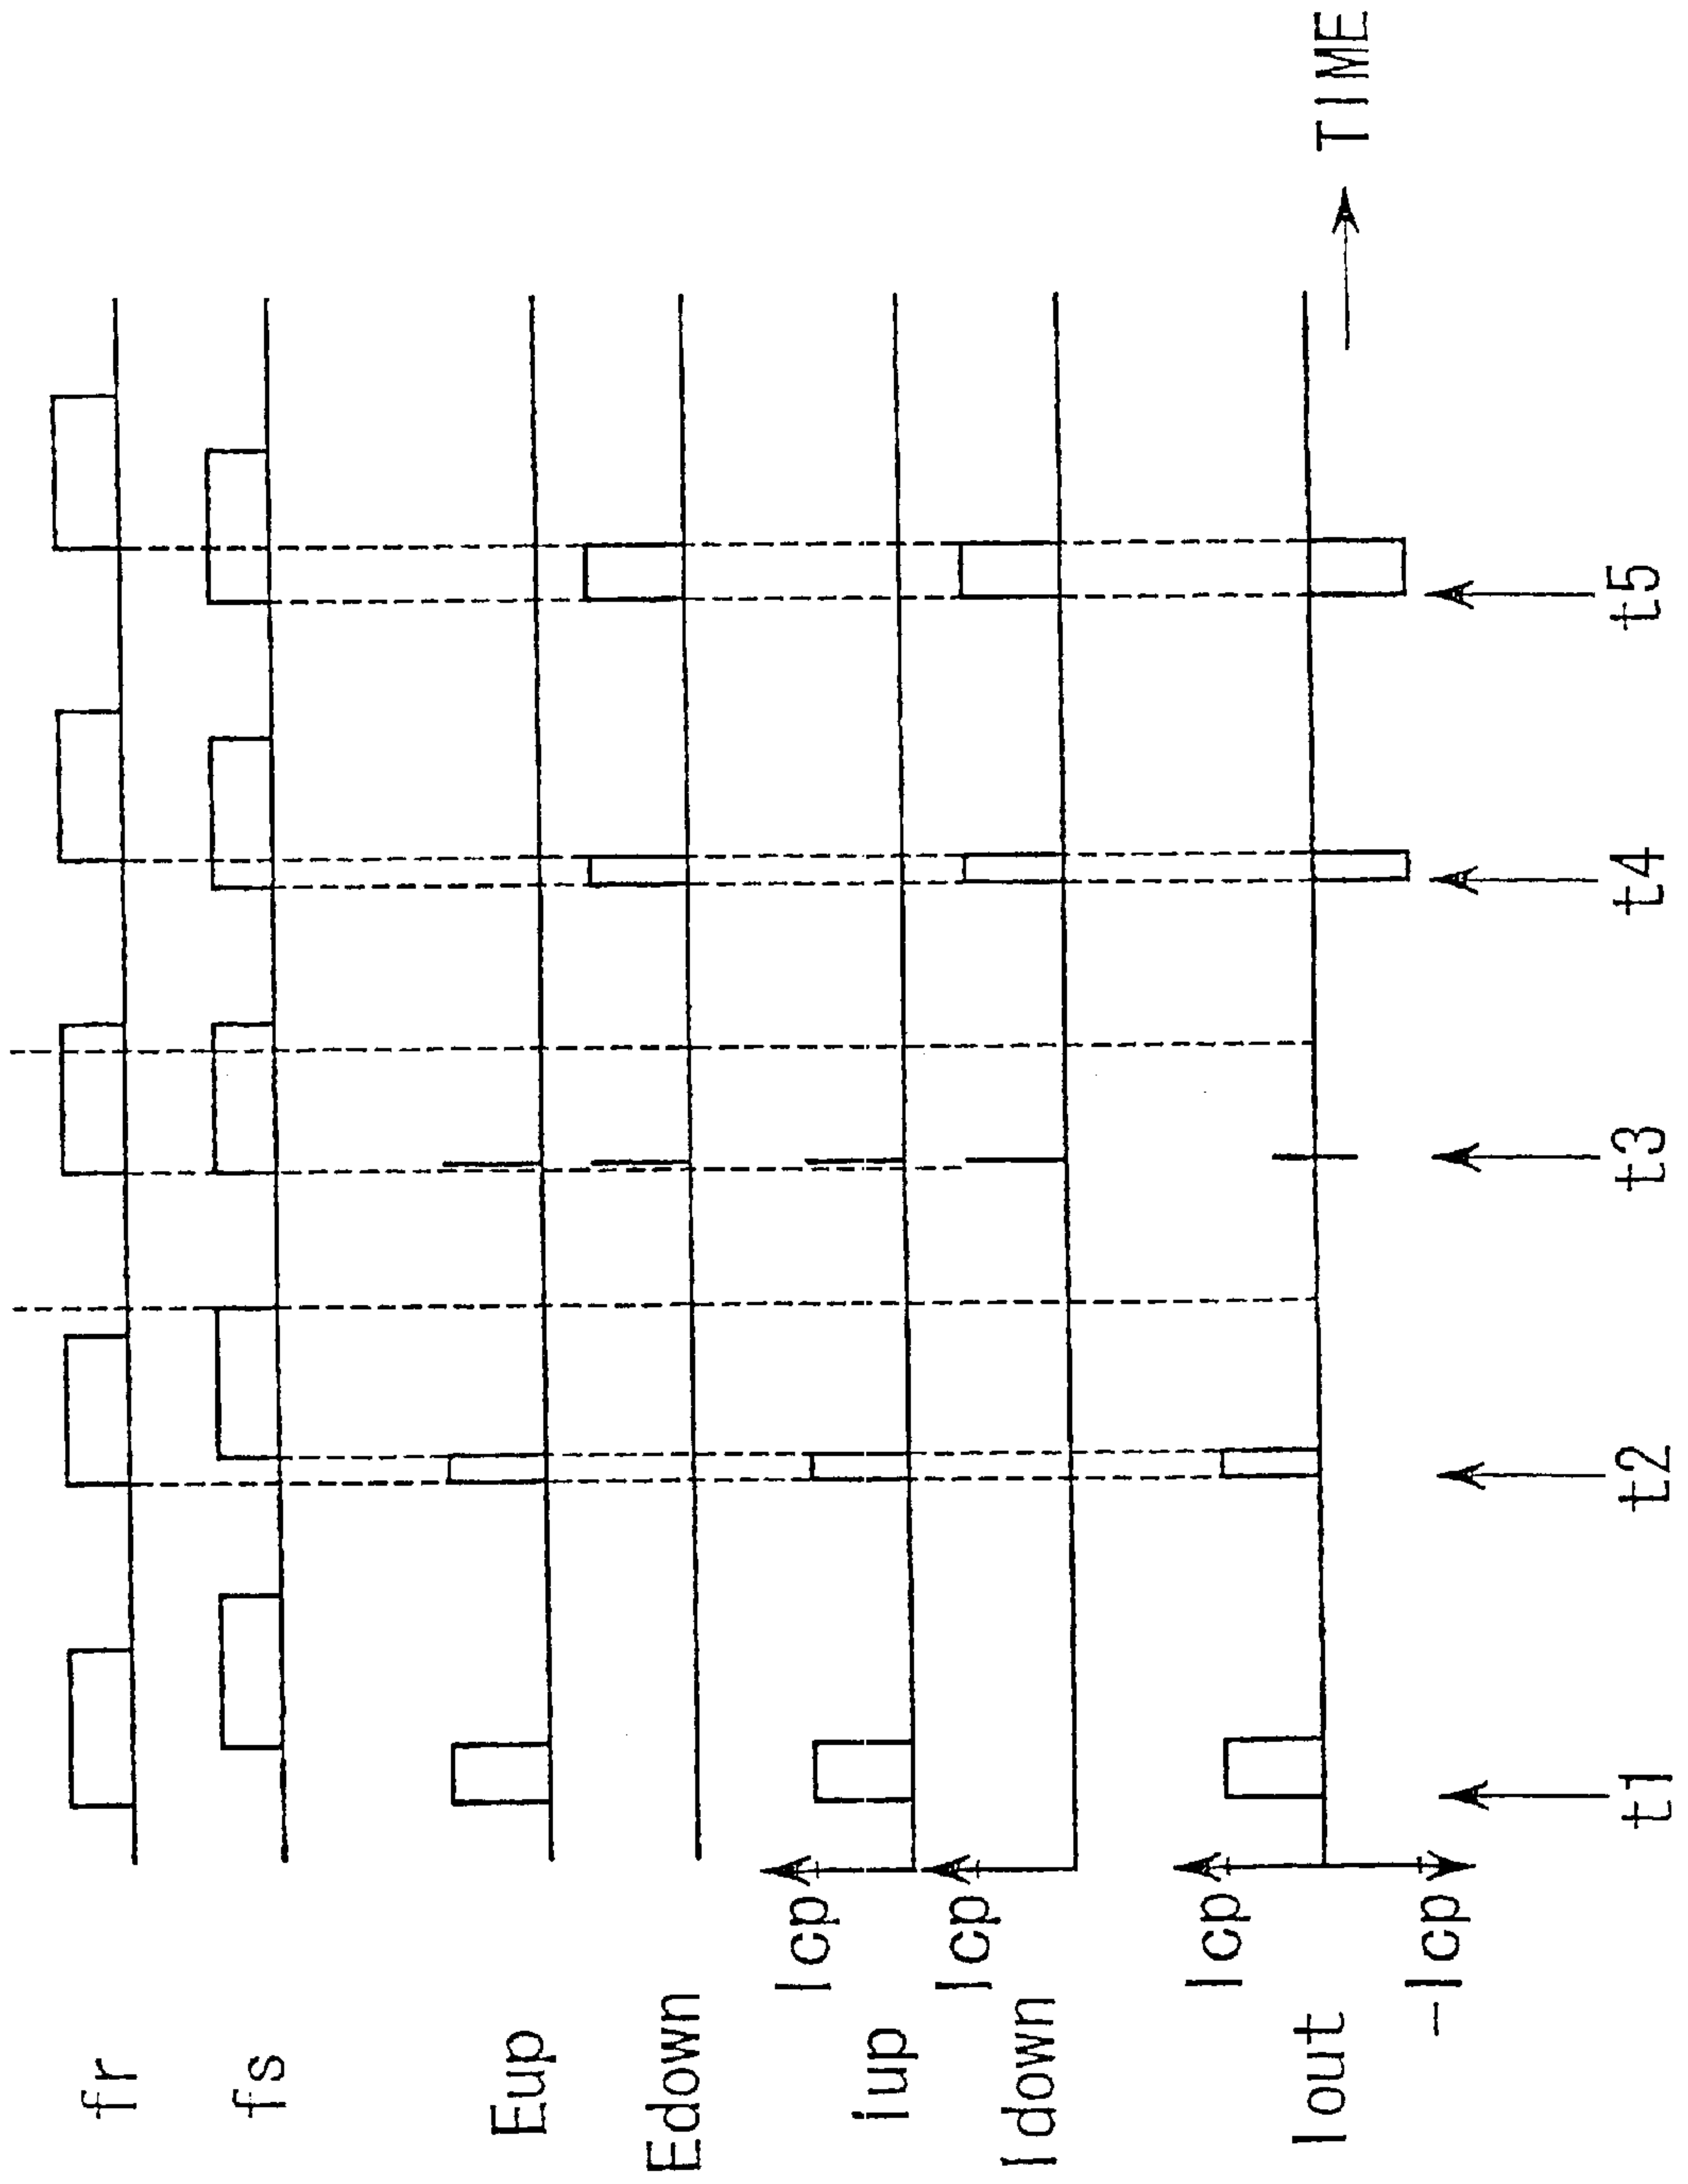 fr
fs
Eup
Edown
Icp
iup
Icp
Idown
Icp
Iout
-Icp
t1 t2 t3 t4 t5
TIME